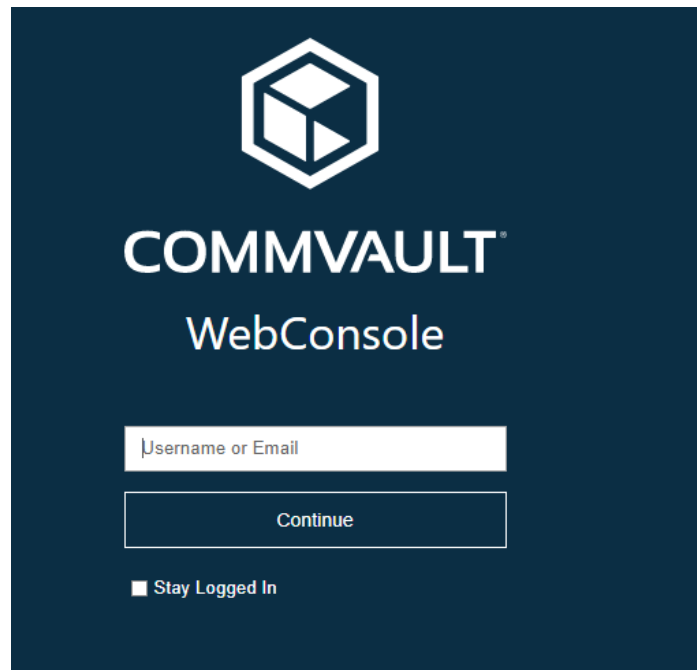 COMMVAULT®
WebConsole
Username or Email
Continue
Stay Logged In